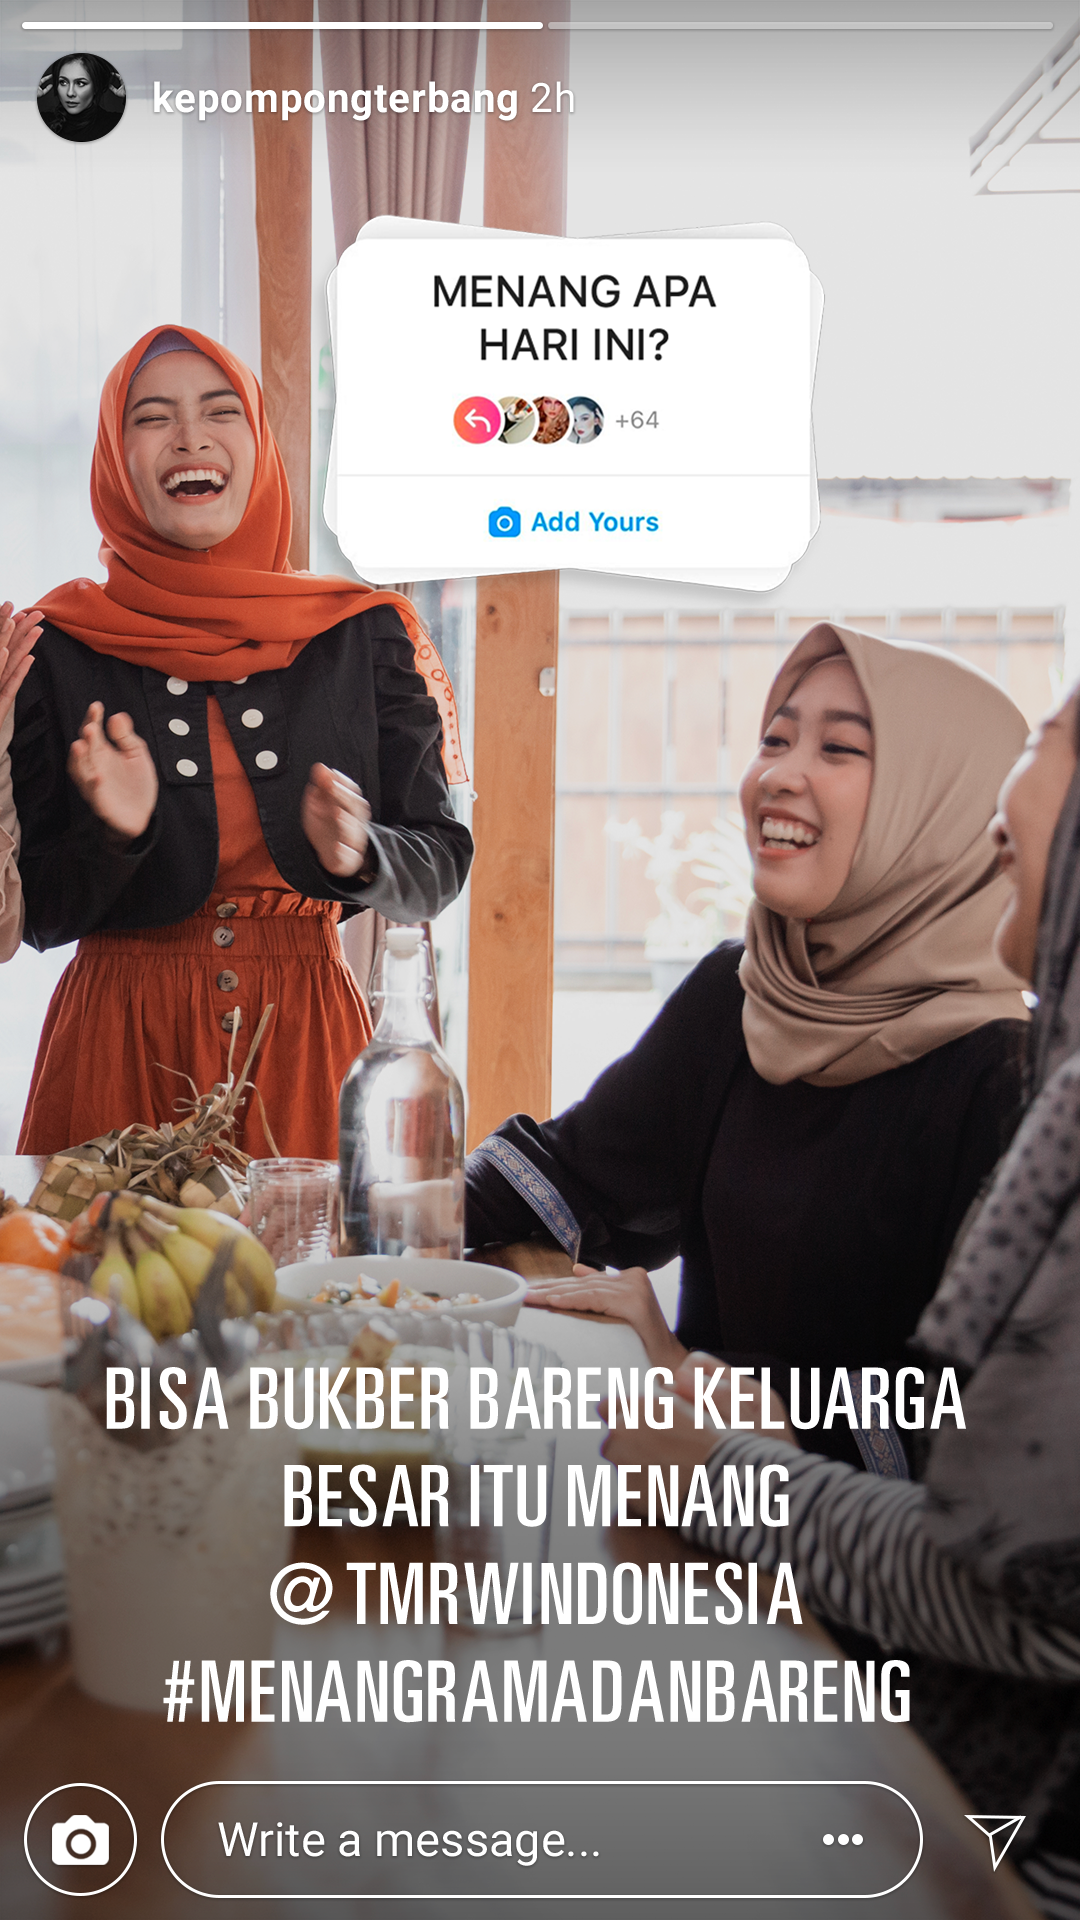 kepompongterbang 2h
MENANG APA
HARI INI?
+64
Add Yours
BISA BUKBER BARENG KELUARGA
BESAR ITU MENANG
@TMRWINDONESIA
#MENANGRAMADANBARENG
Write a message...